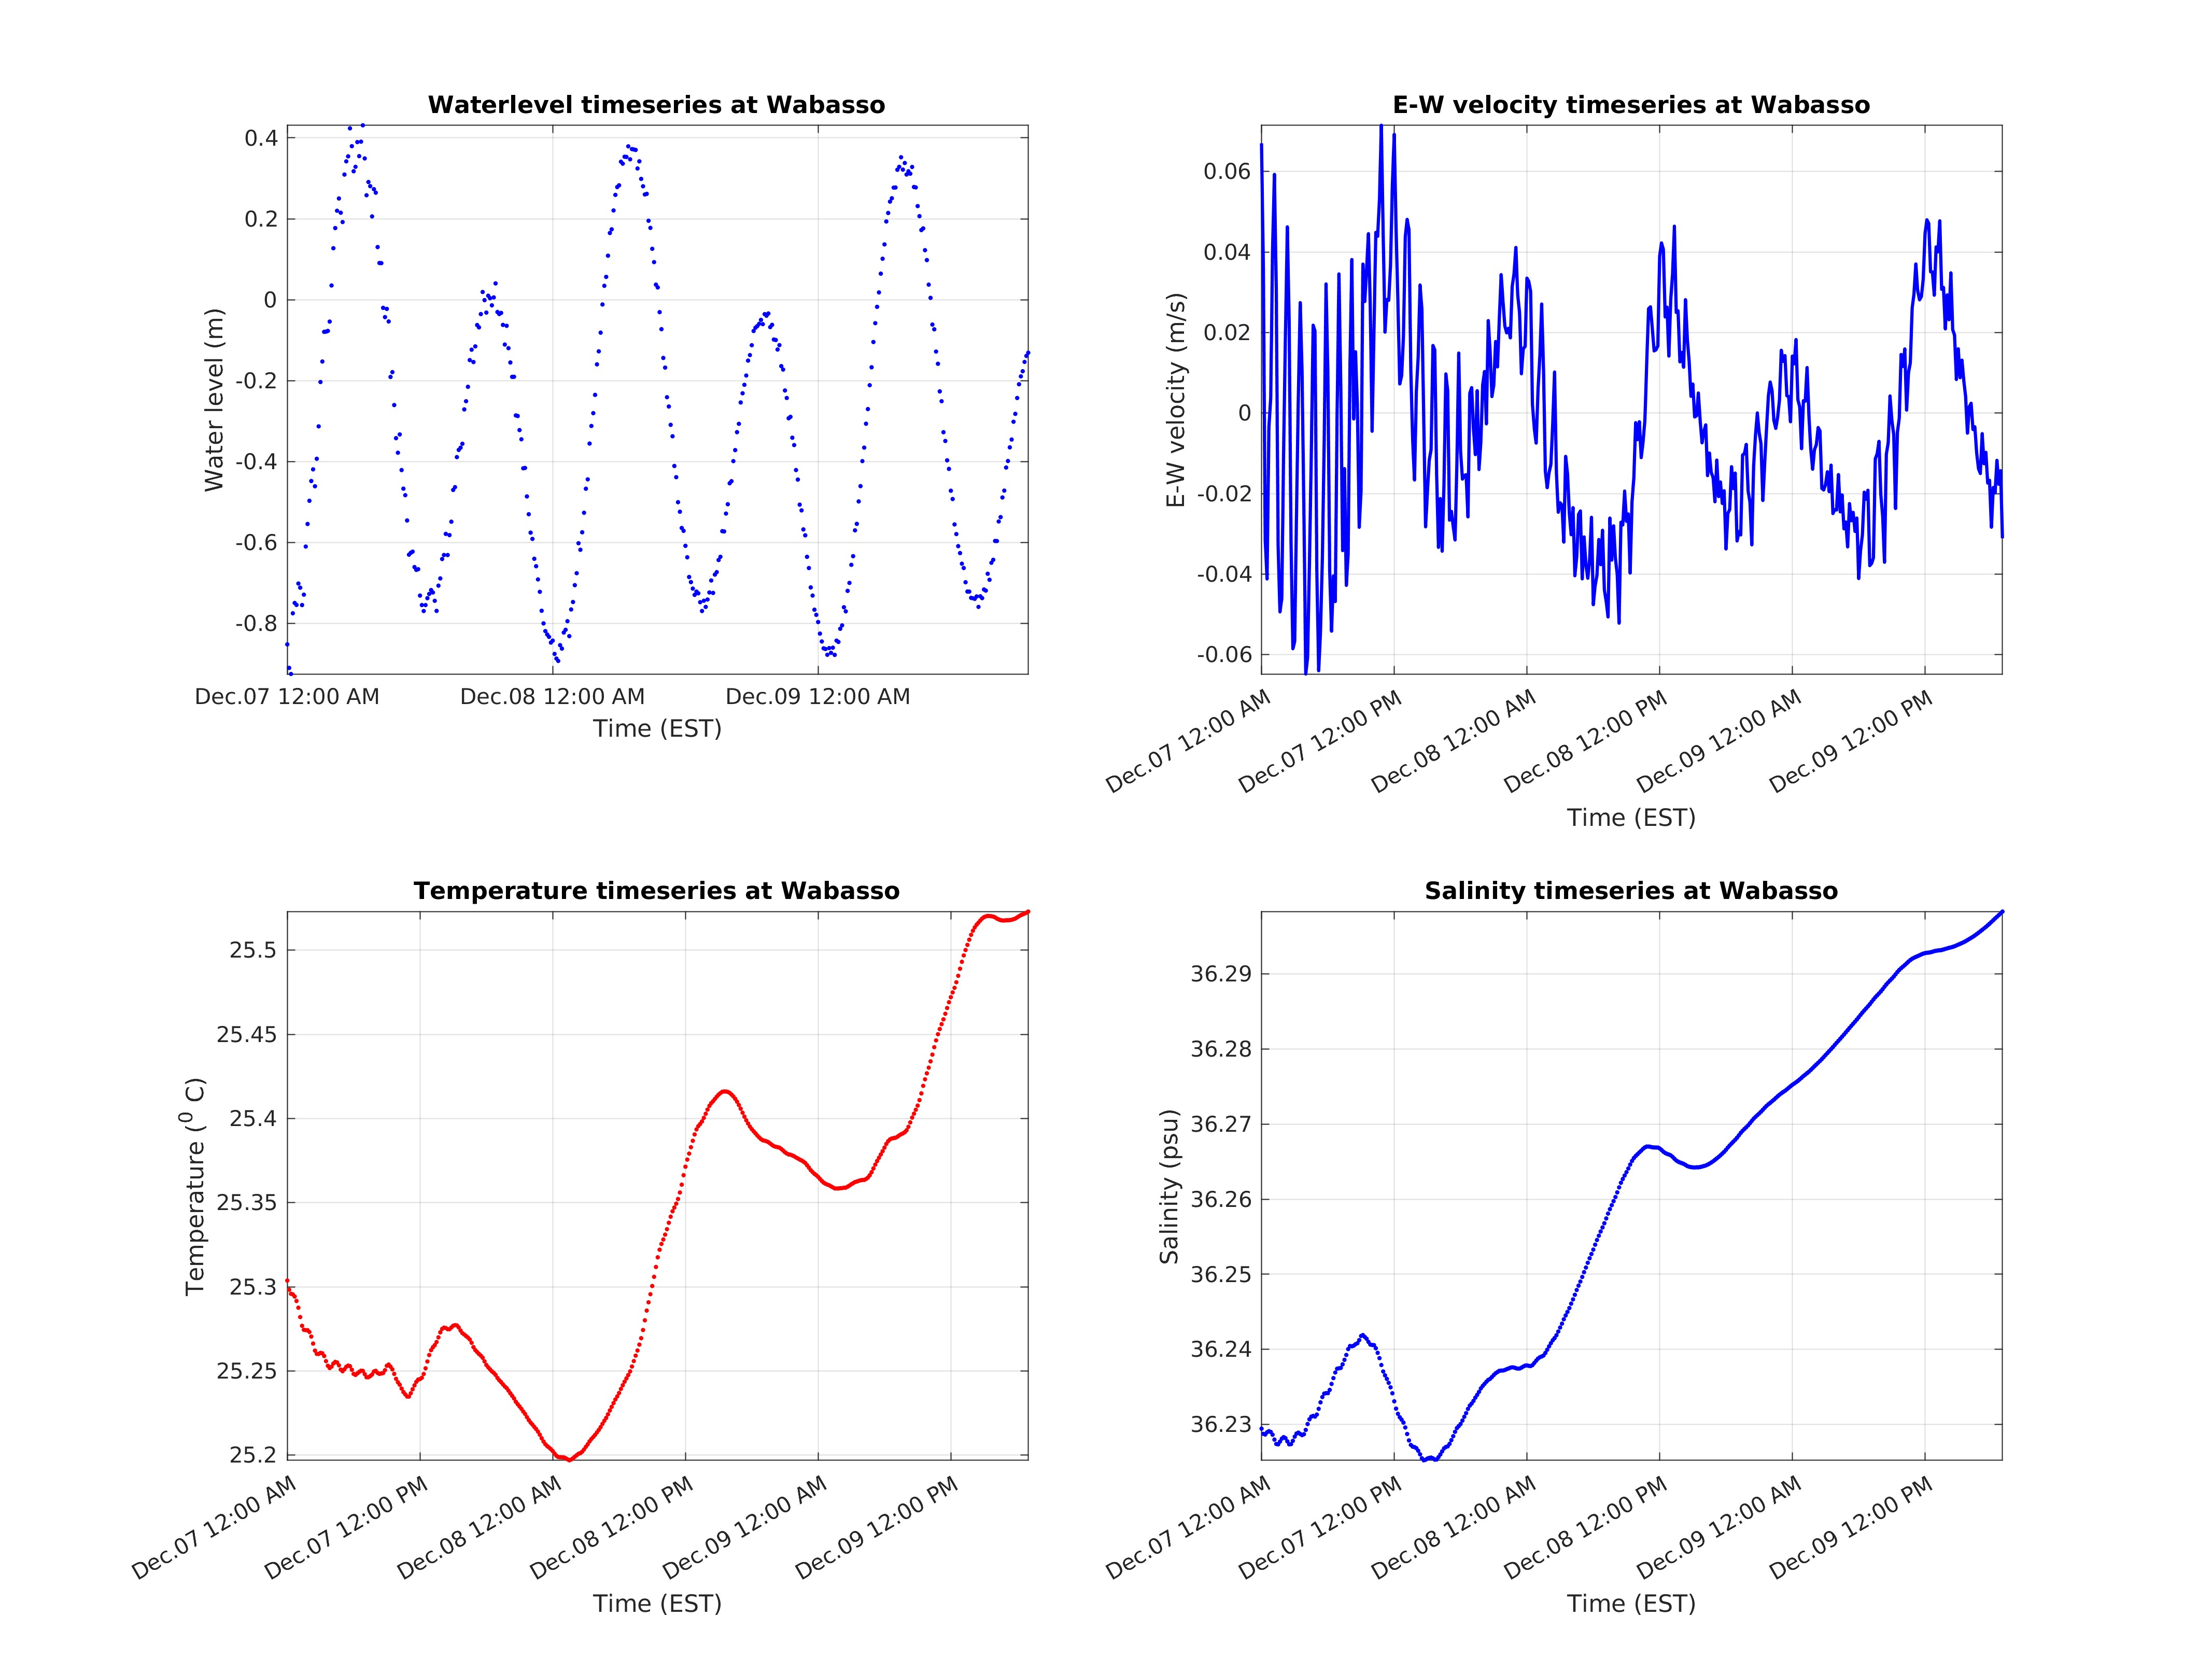 Waterlevel timeseries at Wabasso
0.4
0.2
0
-0.2
-0.4
-0.6
-0.8
Water level (m)
Dec.07 12:00 AM
Dec.08 12:00 AM
Dec.09 12:00 AM
Time (EST)
E-W velocity timeseries at Wabasso
0.06
0.04
0.02
0
-0.02
-0.04
-0.06
E-W velocity (m/s)
Dec.07 12:00 AM
Dec.07 12:00 PM
Dec.08 12:00 AM
Dec.08 12:00 PM
Dec.09 12:00 AM
Dec.09 12:00 PM
Time (EST)
Temperature timeseries at Wabasso
25.5
25.45
25.4
25.35
25.3
25.25
25.2
Temperature (⁰ C)
Dec.07 12:00 AM
Dec.07 12:00 PM
Dec.08 12:00 AM
Dec.08 12:00 PM
Dec.09 12:00 AM
Dec.09 12:00 PM
Time (EST)
Salinity timeseries at Wabasso
36.29
36.28
36.27
36.26
36.25
36.24
36.23
Salinity (psu)
Dec.07 12:00 AM
Dec.07 12:00 PM
Dec.08 12:00 AM
Dec.08 12:00 PM
Dec.09 12:00 AM
Dec.09 12:00 PM
Time (EST)